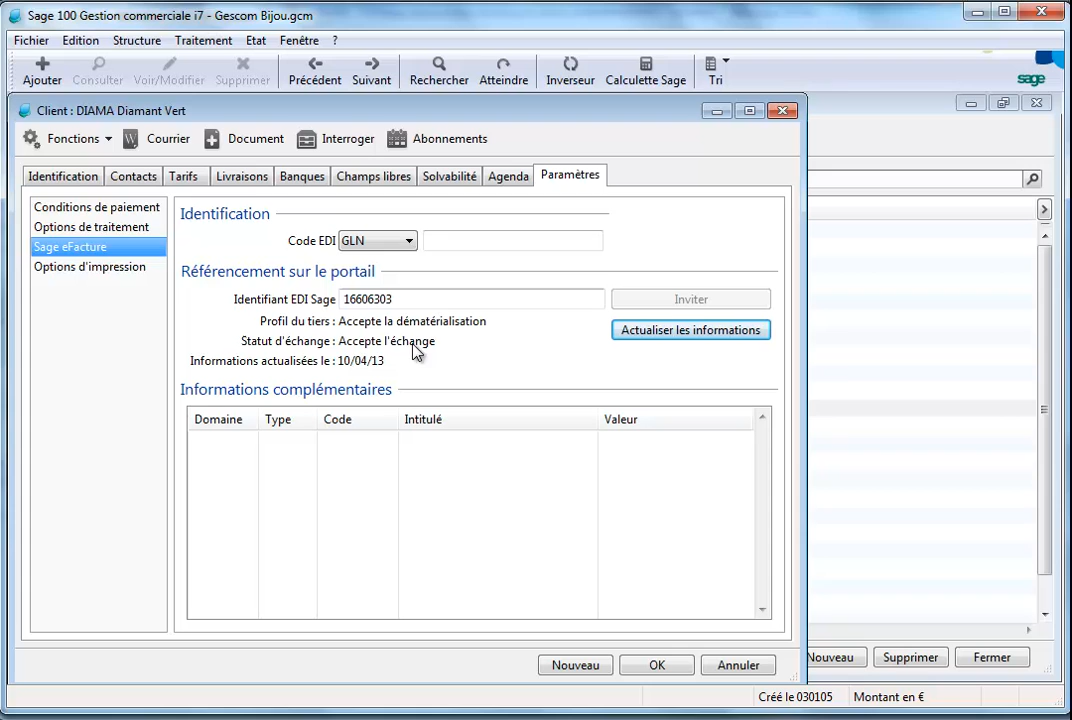 Sage 100 Gestion commerciale i7 - Gescom Bijou.gcm
Fichier Edition Structure Traitement Etat Fenêtre ?
Ajouter Consulter Voir/Modifier Supprimer Précédent Suivant Rechercher Atteindre Inverseur Calculette Sage Tri
sage
Client : DIAMA Diamant Vert
Fonctions Courrier Document Interroger Abonnements
Identification Contacts Tarifs Livraisons Banques Champs libres Solvabilité Agenda Paramètres
Conditions de paiement
Options de traitement
Sage eFacture
Options d'impression
Identification
Code EDI GLN
Référencement sur le portail
Identifiant EDI Sage 16606303 Inviter
Profil du tiers : Accepte la dématérialisation
Actualiser les informations
Statut d'échange : Accepte l'échange
Informations actualisées le : 10/04/13
Informations complémentaires
Domaine Type Code Intitulé Valeur
Nouveau OK Annuler
Nouveau Supprimer Fermer
Créé le 030105 Montant en €